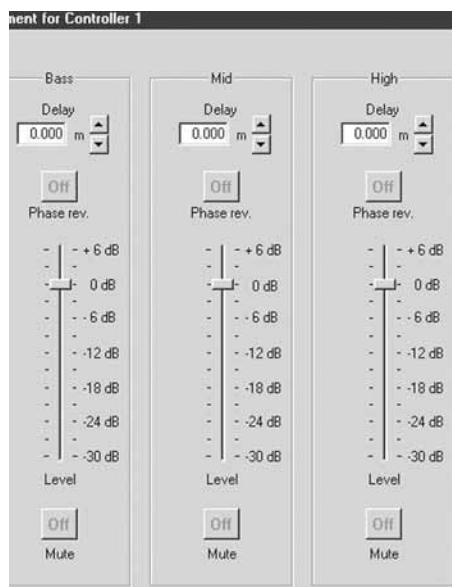 ment for Controller 1
Bass
Delay
0.000 m
Off
Phase rev.
+ 6 dB
0 dB
- 6 dB
-12 dB
-18 dB
-24 dB
-30 dB
Level
Off
Mute
Mid
Delay
0.000 m
Off
Phase rev.
+ 6 dB
0 dB
- 6 dB
-12 dB
-18 dB
-24 dB
-30 dB
Level
Off
Mute
High
Delay
0.000 m
Off
Phase rev.
+ 6 dB
0 dB
- 6 dB
-12 dB
-18 dB
-24 dB
-30 dB
Level
Off
Mute